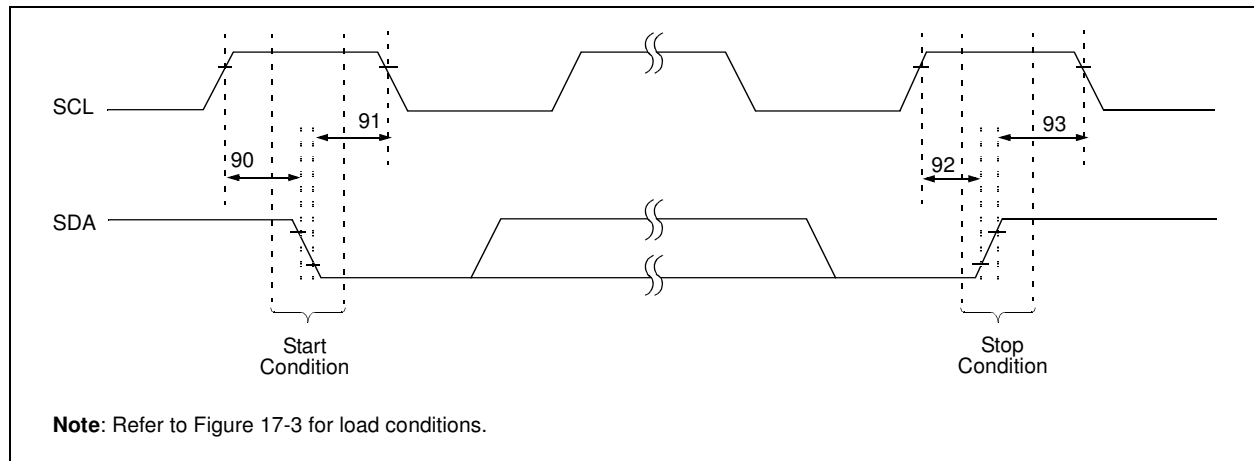 SCL
91
93
90
92
SDA
Start
Condition
Stop
Condition
Note: Refer to Figure 17-3 for load conditions.